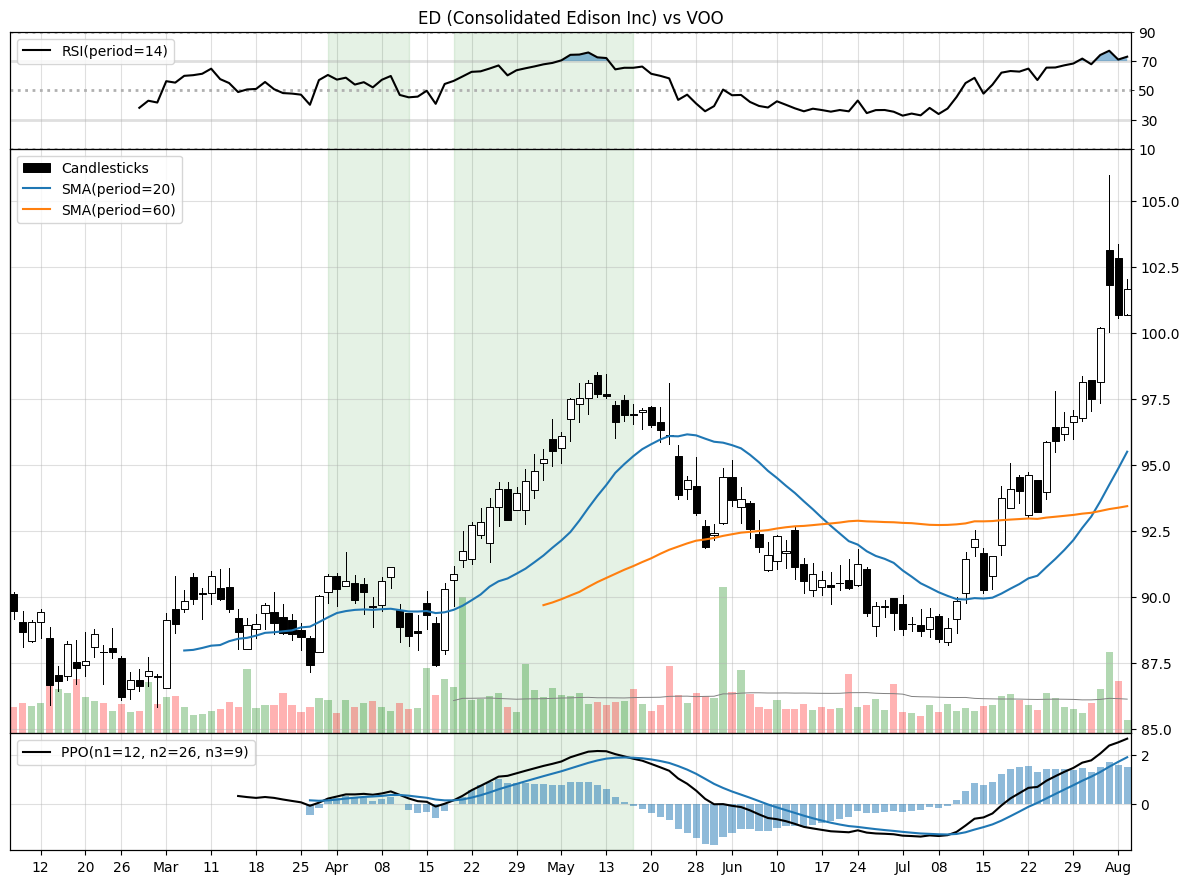 ED (Consolidated Edison Inc) vs VOO
RSI(period=14)
90
70
50
30
10
Candlesticks
SMA(period=20)
SMA(period=60)
105.0
102.5
100.0
97.5
95.0
92.5
90.0
87.5
85.0
PPO(n1=12, n2=26, n3=9)
2
0
12 20 26 Mar 11 18 25 Apr 08 15 22 29 May 13 20 28 Jun 10 17 24 Jul 08 15 22 29 Aug